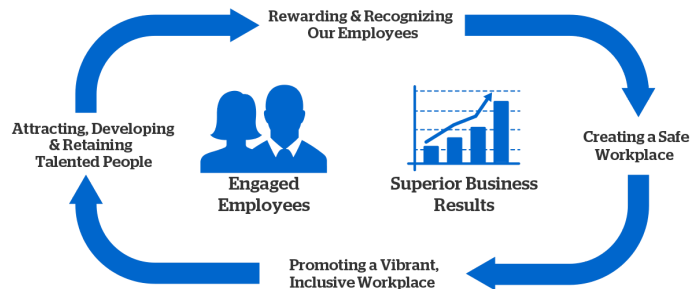 Rewarding & Recognizing
Our Employees
Attracting, Developing
& Retaining
Talented People
Creating a Safe
Workplace
Engaged
Employees
Superior Business
Results
Promoting a Vibrant,
Inclusive Workplace